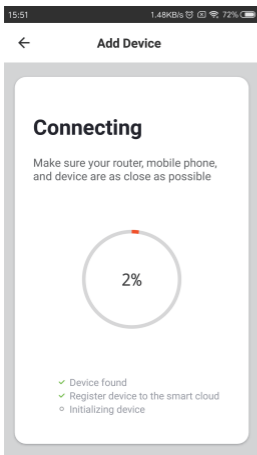 15:51 1.48KB/s 72%
Add Device
Connecting
Make sure your router, mobile phone,
and device are as close as possible
2%
Device found
Register device to the smart cloud
Initializing device